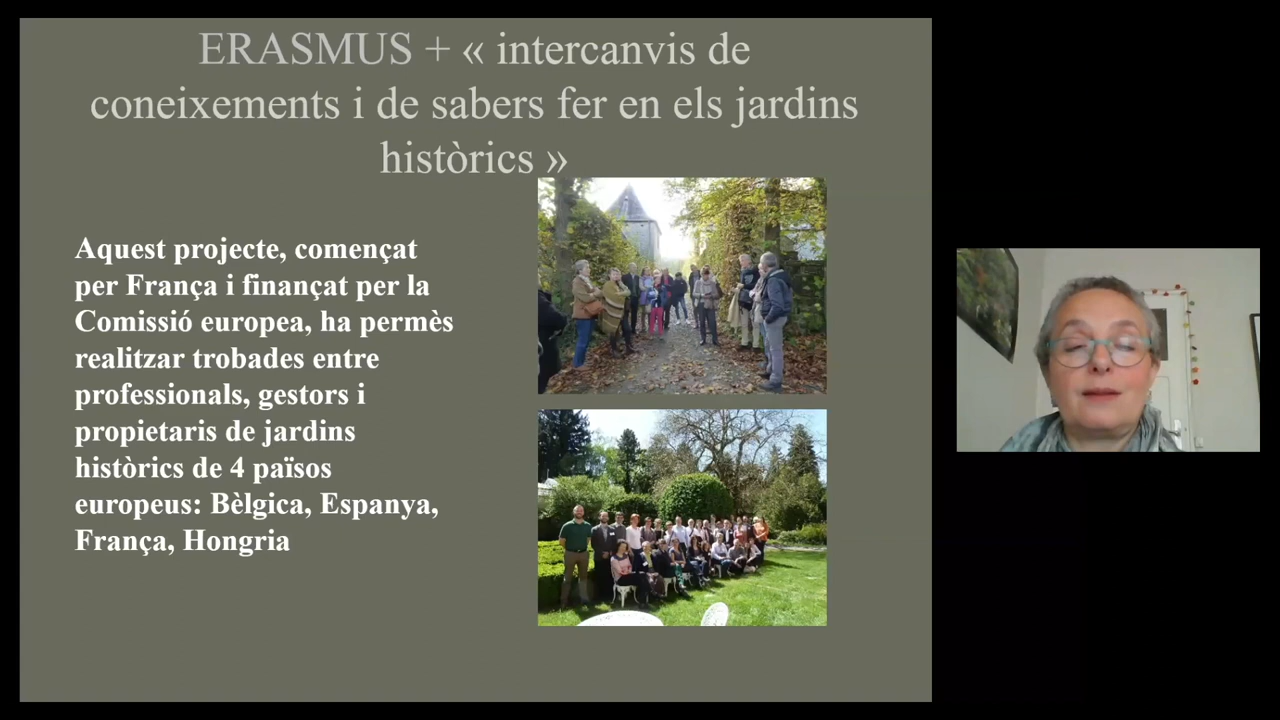 ERASMUS + « intercanvis de
coneixements i de sabers fer en els jardins
històrics »
Aquest projecte, començat
per França i finançat per la
Comissió europea, ha permès
realitzar trobades entre
professionals, gestors i
propietaris de jardins
històrics de 4 països
europeus: Bèlgica, Espanya,
França, Hongria